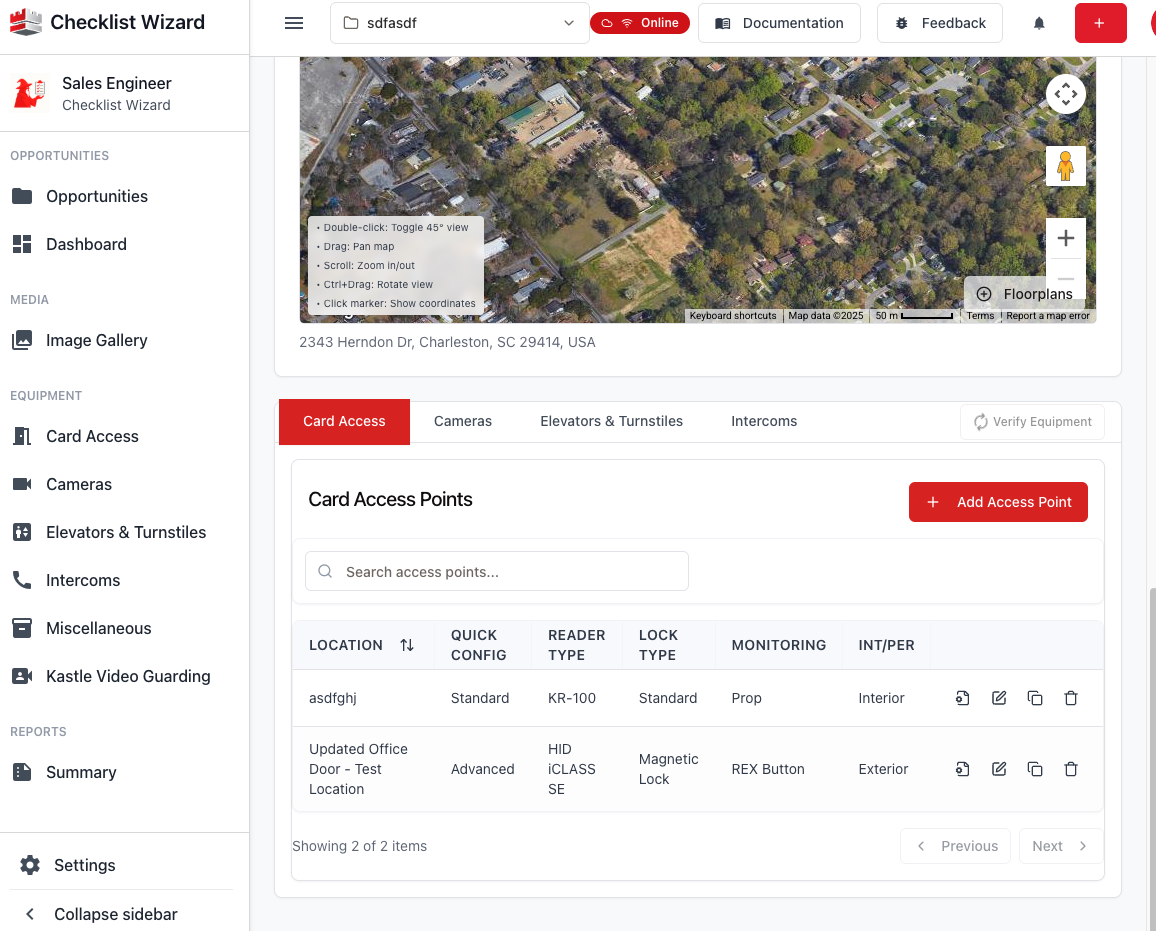 Checklist Wizard
sdfasdf
Online
Documentation
Feedback
Sales Engineer
Checklist Wizard
OPPORTUNITIES
Opportunities
Dashboard
MEDIA
Image Gallery
EQUIPMENT
Card Access
Cameras
Elevators & Turnstiles
Intercoms
Miscellaneous
Kastle Video Guarding
REPORTS
Summary
Settings
Collapse sidebar
• Double-click: Toggle 45° view
• Drag: Pan map
• Scroll: Zoom in/out
• Ctrl+Drag: Rotate view
• Click marker: Show coordinates
Floorplans
Keyboard shortcuts Map data ©2025 50 m Terms Report a map error
2343 Herndon Dr, Charleston, SC 29414, USA
Card Access Cameras Elevators & Turnstiles Intercoms Verify Equipment
Card Access Points
Add Access Point
Search access points...
LOCATION QUICK CONFIG READER TYPE LOCK TYPE MONITORING INT/PER
asdfghj Standard KR-100 Standard Prop Interior
Updated Office Door - Test Location Advanced HID iCLASS SE Magnetic Lock REX Button Exterior
Showing 2 of 2 items
Previous Next